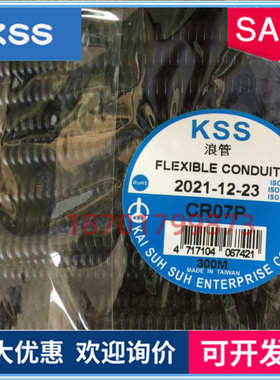 KSS
SA
KSS
浪管
FLEXIBLE CONDUIT
2021-12-23
ISO
ISO
ISO
RoHS
CR07P
4 717104 067421
300M
MADE IN TAIWAN
KAI SUH SUH ENTERPRISE CO
大优惠 欢迎询价 可开发